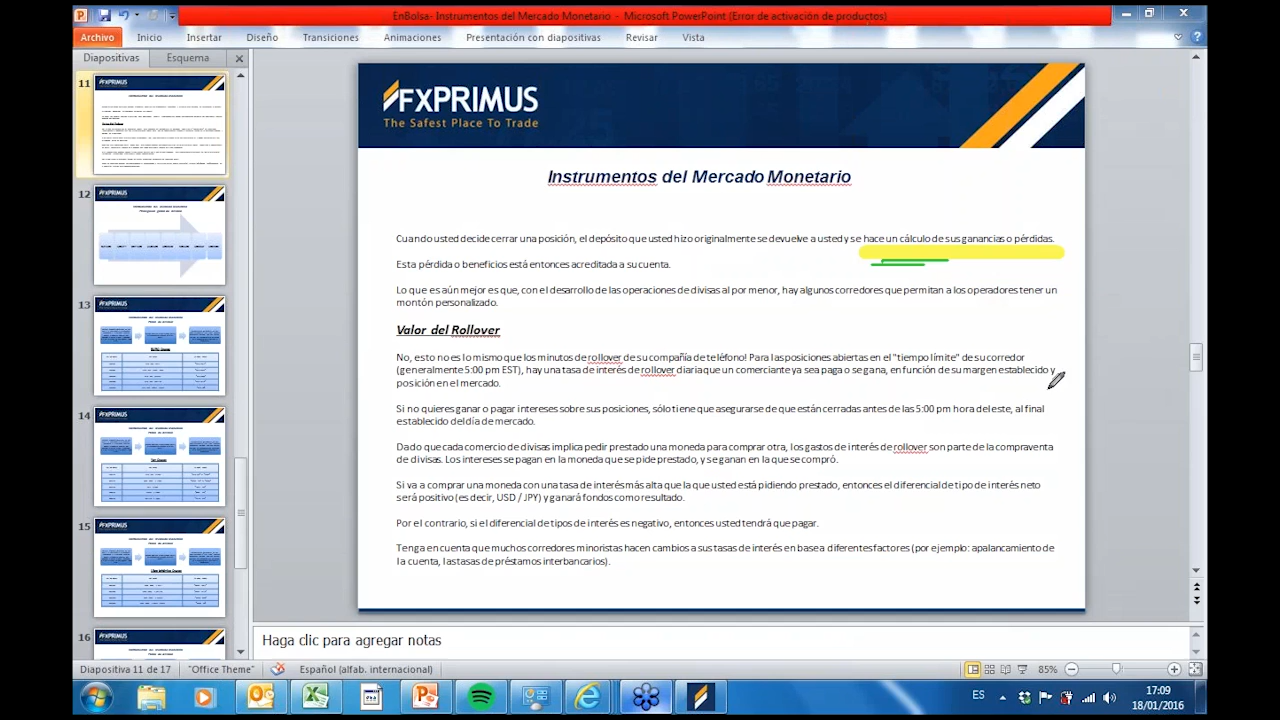 EnBolsa- Instrumentos del Mercado Monetario. - Microsoft PowerPoint (Error de activación de productos)
Archivo Inicio Insertar Diseño Transiciones Animaciones Presentación con diapositivas Revisar Vista
Diapositivas Esquema
11
12
13
14
15
16
FXPRIMUS
The Safest Place To Trade
Instrumentos del Mercado Monetario
Cuando usted decide cerrar una posición, el depósito que usted hizo originalmente se devuelve a usted y se hace un cálculo de sus ganancias o pérdidas.
Esta pérdida o beneficios está entonces acreditada a su cuenta.
Lo que es aún mejor es que, con el desarrollo de las operaciones de divisas al por menor, hay algunos corredores que permitan a los operadores tener un
montón personalizado.
Valor del Rollover
No, esto no es lo mismo que los minutos de rollover de su compañía de teléfono! Para las posiciones abiertas en el "tiempo límite" de su corredor
(generalmente 5:00 pm EST), hay una tasa de interés de rollover diaria que un comerciante ya sea paga o gana, en función de su margen establecido y
posición en el mercado.
Si no quieres ganar o pagar intereses sobre sus posiciones, sólo tiene que asegurarse de que están cerradas antes de las 5:00 pm hora del este, al final
establecido del día de mercado.
Dado que cada comercio de divisas implica pedir prestado una moneda para comprar otra, los gastos de interés de rollover son parte de la compraventa
de divisas. Los intereses se pagan en la moneda que se pide prestado, y se ganan en la que se compró.
Si va a comprar una moneda con una tasa de interés más alta que la que usted está pidiendo prestado, entonces el diferencial de tipo de interés neto
será positivo (es decir, USD / JPY) y ganará fondos como resultado.
Por el contrario, si el diferencial de tipos de interés es negativo, entonces usted tendrá que pagar.
Tenga en cuenta que muchos corredores minoristas hacen cambios a sus tasas de interés en base a diferentes factores (por ejemplo: apalancamiento de
la cuenta, las tasas de préstamos interbancarios).
Haga clic para agregar notas
Diapositiva 11 de 17 "Office Theme" Español (alfab. internacional) 85%
ES 17:09
18/01/2016